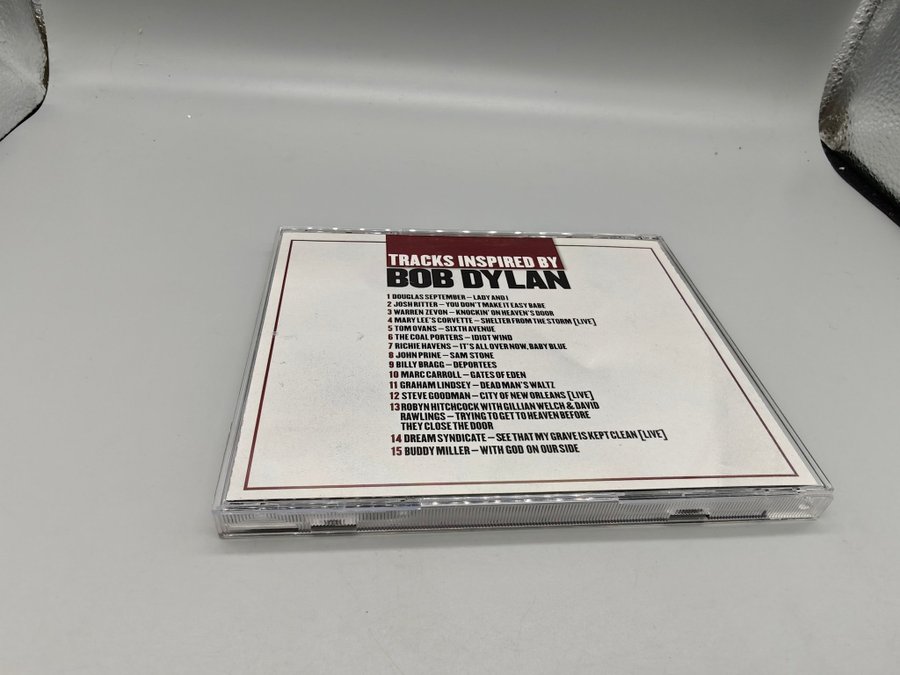 TRACKS INSPIRED BY
BOB DYLAN
1 DOUGLAS SEPTEMBER – LADY AND I
2 JOSH RITTER – YOU DON'T MAKE IT EASY BABE
3 WARREN ZEVON – KNOCKIN' ON HEAVEN'S DOOR
4 MARY LEE'S CORVETTE – SHELTER FROM THE STORM [LIVE]
5 TOM OVANS – SIXTH AVENUE
6 THE COAL PORTERS – IDIOT WIND
7 RICHIE HAVENS – IT'S ALL OVER NOW, BABY BLUE
8 JOHN PRINE – SAM STONE
9 BILLY BRAGG – DEPORTEES
10 MARC CARROLL – GATES OF EDEN
11 GRAHAM LINDSEY – DEAD MAN'S WALTZ
12 STEVE GOODMAN – CITY OF NEW ORLEANS [LIVE]
13 ROBYN HITCHCOCK WITH GILLIAN WELCH & DAVID
RAWLINGS – TRYING TO GET TO HEAVEN BEFORE
THEY CLOSE THE DOOR
14 DREAM SYNDICATE – SEE THAT MY GRAVE IS KEPT CLEAN [LIVE]
15 BUDDY MILLER – WITH GOD ON OUR SIDE